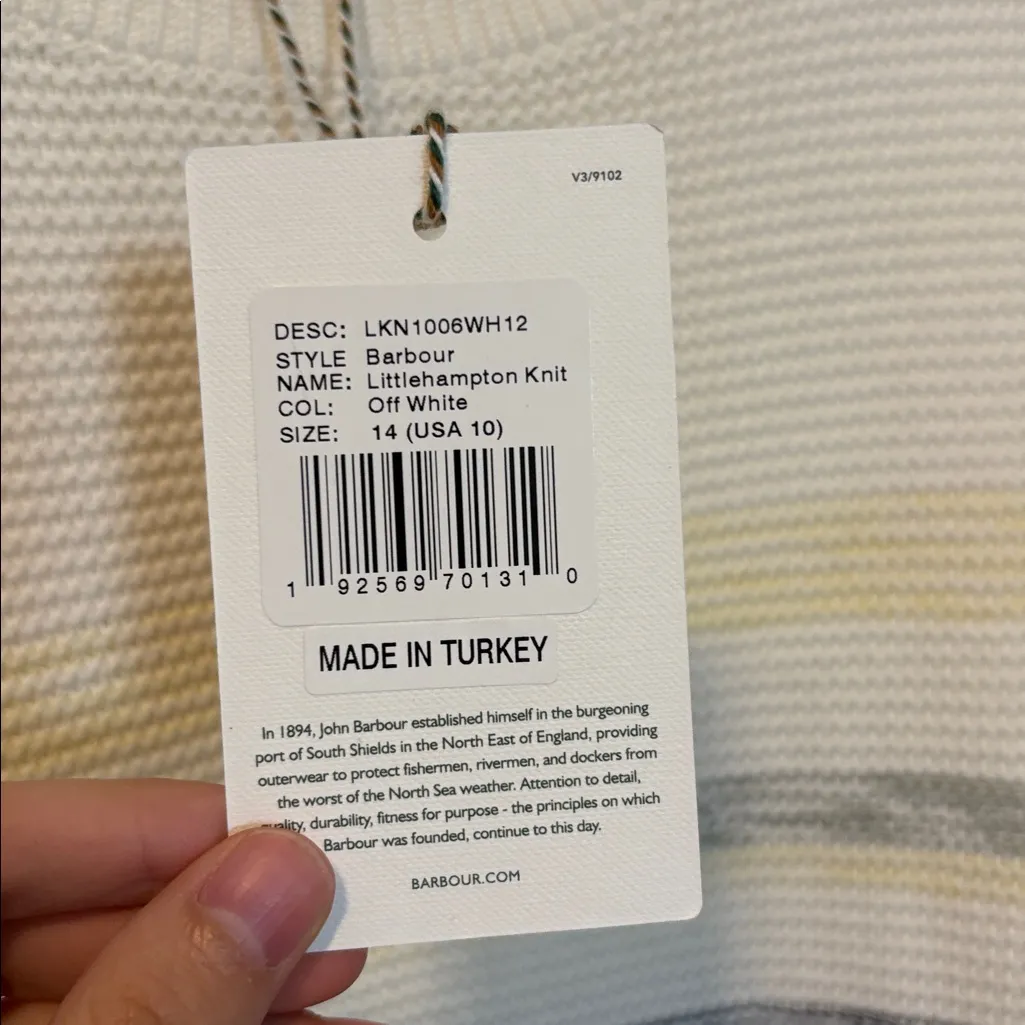 V3/9102
DESC: LKN1006WH12
STYLE Barbour
NAME: Littlehampton Knit
COL: Off White
SIZE: 14 (USA 10)
1 92569 70131 0
MADE IN TURKEY
In 1894, John Barbour established himself in the burgeoning
port of South Shields in the North East of England, providing
outerwear to protect fishermen, rivermen, and dockers from
the worst of the North Sea weather. Attention to detail,
durability, fitness for purpose - the principles on which
Barbour was founded, continue to this day.
BARBOUR.COM